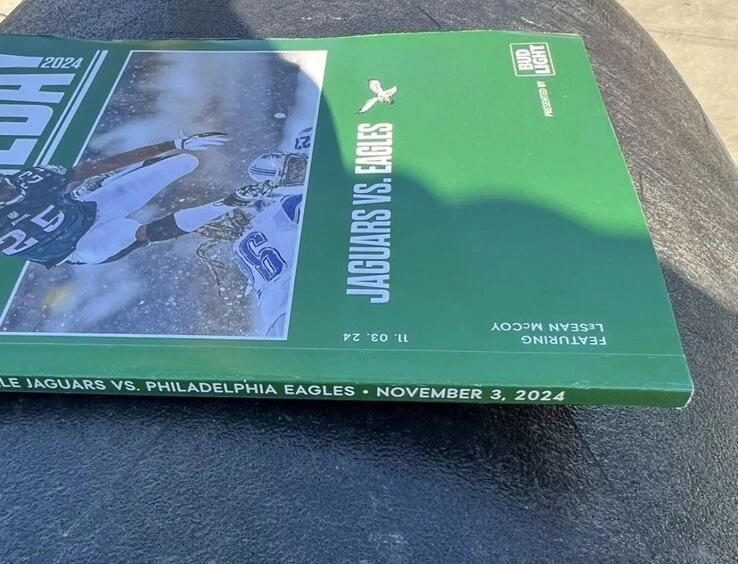 2024
25
JAGUARS VS. EAGLES
11. 03. 24
FEATURING
LESEAN McCOY
PRESENTED BY
BUD
LIGHT
JAGUARS VS. PHILADELPHIA EAGLES • NOVEMBER 3, 2024